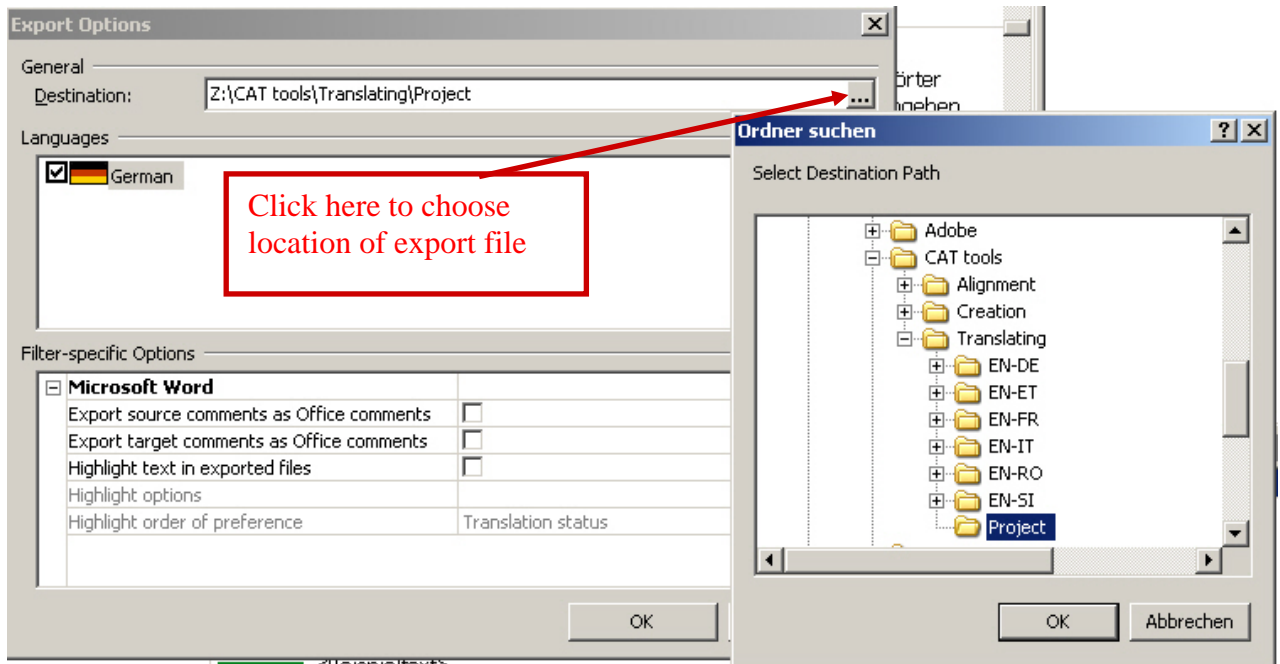 Export Options
General
Destination:
Z:\CAT tools\Translating\Project
...
Languages
German
Click here to choose
location of export file
Filter-specific Options
Microsoft Word
Export source comments as Office comments
Export target comments as Office comments
Highlight text in exported files
Highlight options
Highlight order of preference
Translation status
OK
örter
ngeben
Ordner suchen
Select Destination Path
Adobe
CAT tools
Alignment
Creation
Translating
EN-DE
EN-ET
EN-FR
EN-IT
EN-RO
EN-SI
Project
OK
Abbrechen